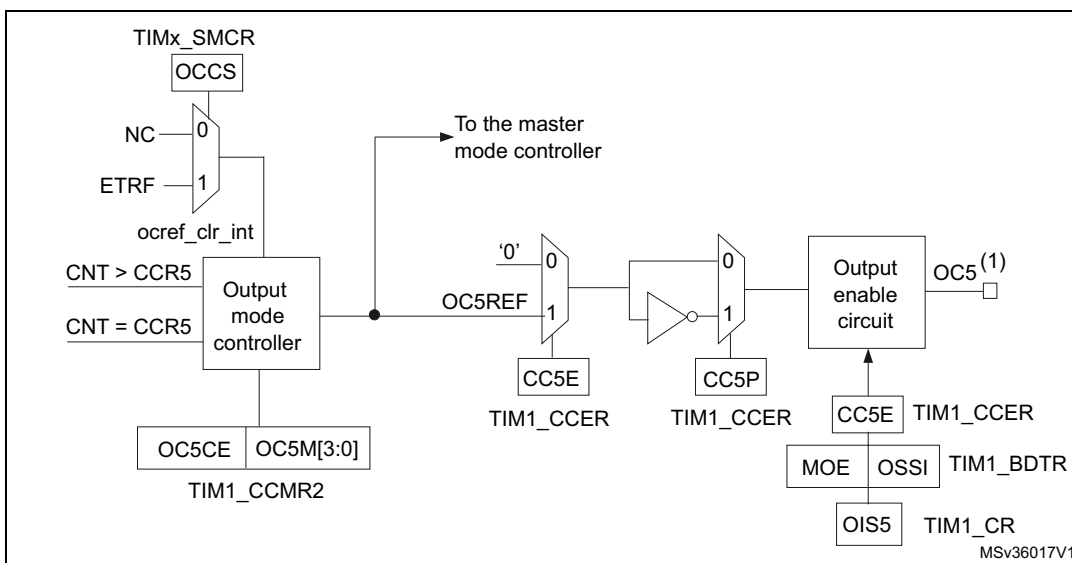 TIMx_SMCR
OCCS
NC
0
ETRF
1
ocref_clr_int
To the master
mode controller
CNT > CCR5
CNT = CCR5
Output
mode
controller
OC5CE
OC5M[3:0]
TIM1_CCMR2
‘0’
0
OC5REF
1
CC5E
TIM1_CCER
0
1
CC5P
TIM1_CCER
Output
enable
circuit
OC5(1)
CC5E
TIM1_CCER
MOE
OSSI
TIM1_BDTR
OIS5
TIM1_CR
MSv36017V1